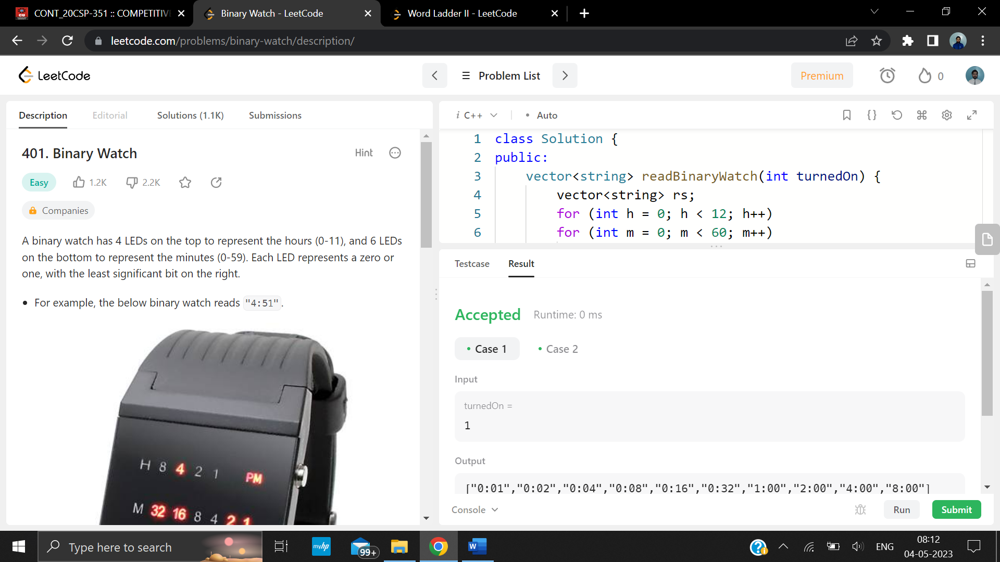 CONT_20CSP-351 :: COMPETITIV
Binary Watch - LeetCode
Word Ladder II - LeetCode
leetcode.com/problems/binary-watch/description/
LeetCode
Problem List
Premium
0
Description
Editorial
Solutions (1.1K)
Submissions
401. Binary Watch
Hint
Easy
1.2K
2.2K
Companies
A binary watch has 4 LEDs on the top to represent the hours (0-11), and 6 LEDs
on the bottom to represent the minutes (0-59). Each LED represents a zero or
one, with the least significant bit on the right.
• For example, the below binary watch reads "4:51".
H 8 4 2 1 PM
M 32 16 8 4 2 1
i C++
• Auto
1 class Solution {
2 public:
3 vector<string> readBinaryWatch(int turnedOn) {
4 vector<string> rs;
5 for (int h = 0; h < 12; h++)
6 for (int m = 0; m < 60; m++)
Testcase
Result
Accepted
Runtime: 0 ms
• Case 1
• Case 2
Input
turnedOn =
1
Output
["0:01","0:02","0:04","0:08","0:16","0:32","1:00","2:00","4:00","8:00"]
Console
Run
Submit
Type here to search
myhp
99+
W
ENG
08:12
04-05-2023